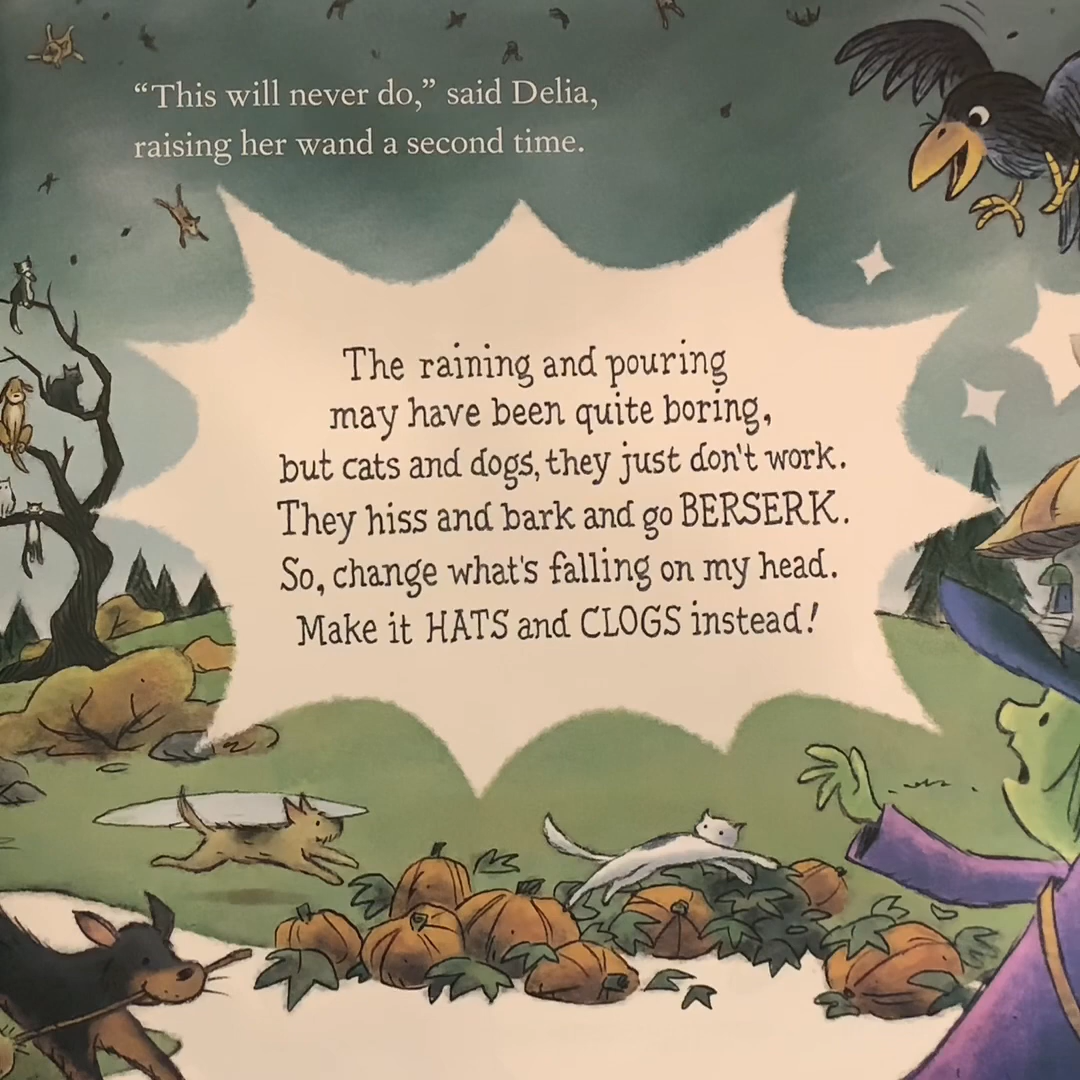 “This will never do,” said Delia,
raising her wand a second time.
The raining and pouring
may have been quite boring,
but cats and dogs, they just don't work.
They hiss and bark and go BERSERK.
So, change what's falling on my head.
Make it HATS and CLOGS instead!